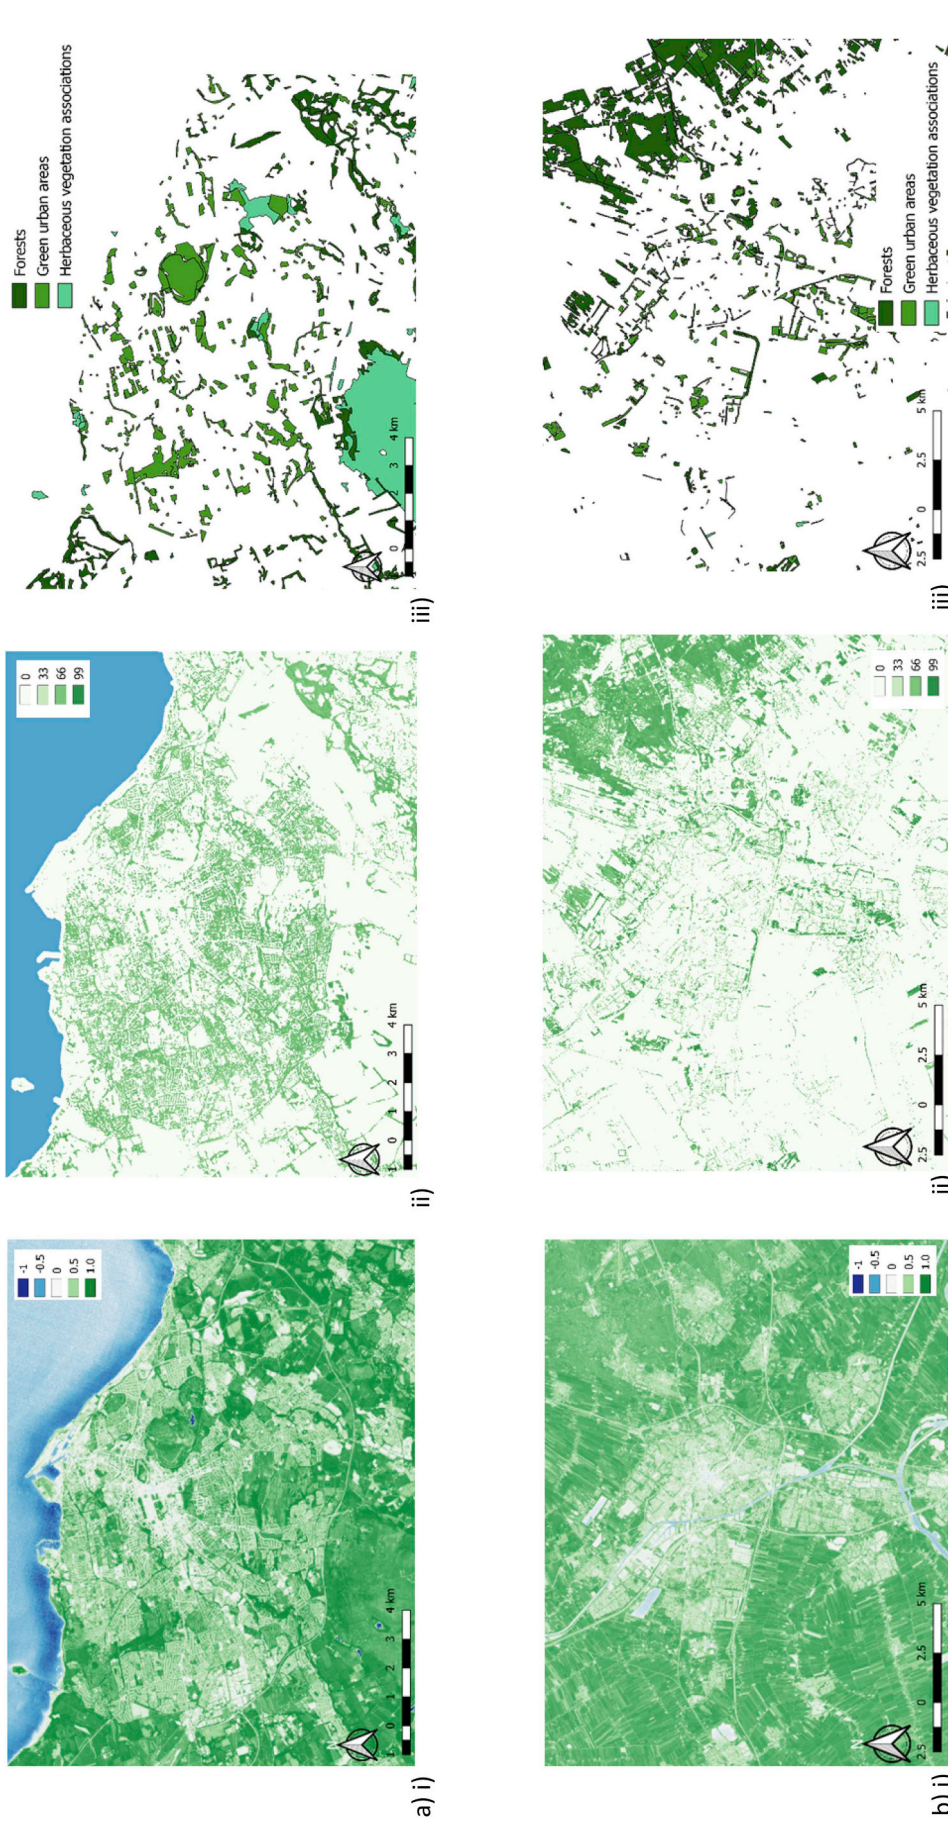 a) i)
-1
-0.5
0
0.5
1.0
1 0 1 2 3 4 km
ii)
0
33
66
99
1 0 1 2 3 4 km
iii)
Forests
Green urban areas
Herbaceous vegetation associations
0 2 3 4 km
b) i)
-1
-0.5
0
0.5
1.0
2.5 0 2.5 5 km
ii)
0
33
66
99
2.5 0 2.5 5 km
iii)
Forests
Green urban areas
Herbaceous vegetation associations
2.5 0 2.5 5 km